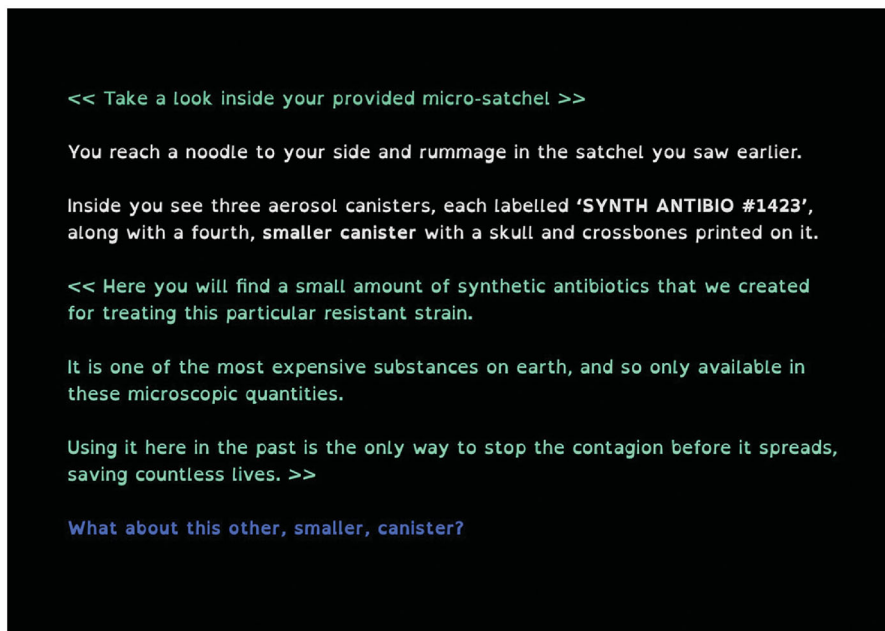 << Take a look inside your provided micro-satchel >>
You reach a noodle to your side and rummage in the satchel you saw earlier.
Inside you see three aerosol canisters, each labelled ‘SYNTH ANTIBIO #1423’,
along with a fourth, smaller canister with a skull and crossbones printed on it.
<< Here you will find a small amount of synthetic antibiotics that we created
for treating this particular resistant strain.
It is one of the most expensive substances on earth, and so only available in
these microscopic quantities.
Using it here in the past is the only way to stop the contagion before it spreads,
saving countless lives. >>
What about this other, smaller, canister?